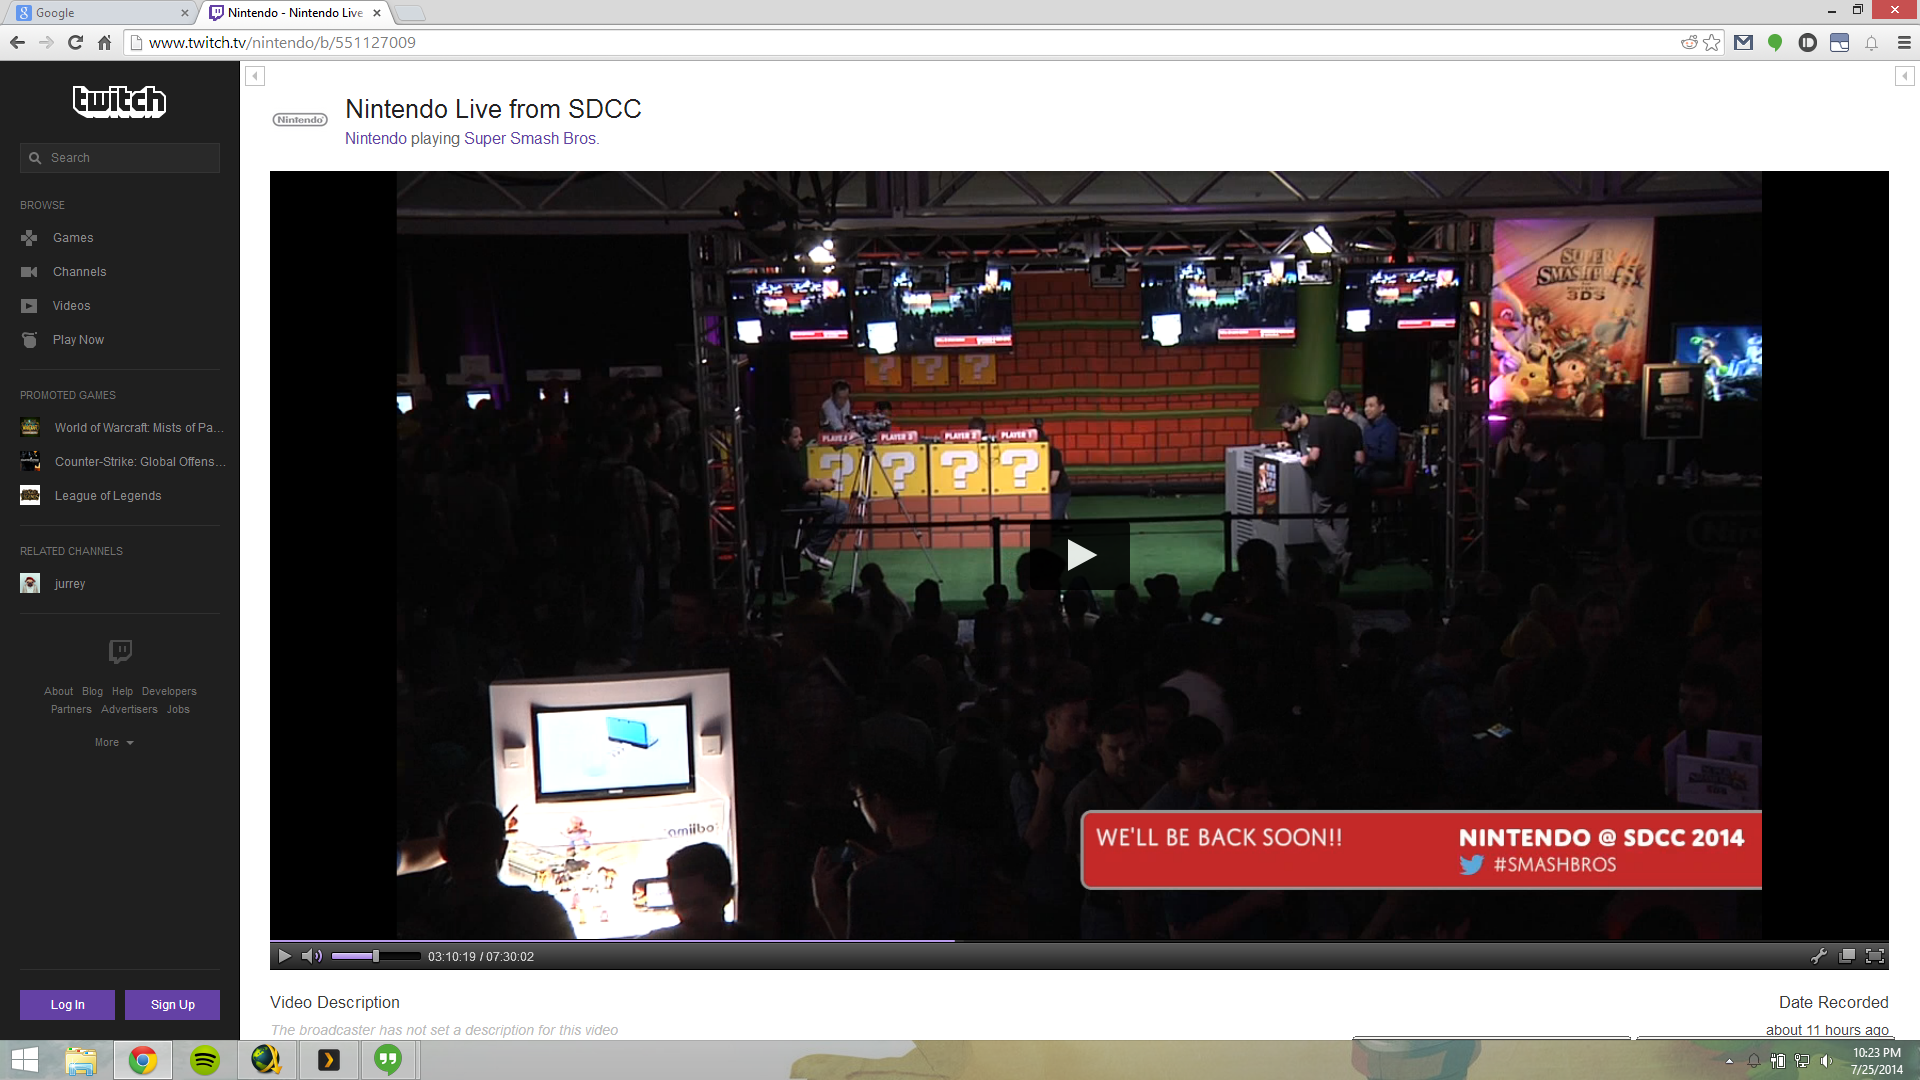 Google
Nintendo - Nintendo Live
www.twitch.tv/nintendo/b/551127009
twitch
Search
BROWSE
Games
Channels
Videos
Play Now
PROMOTED GAMES
World of Warcraft: Mists of Pa...
Counter-Strike: Global Offens...
League of Legends
RELATED CHANNELS
jurrey
About Blog Help Developers
Partners Advertisers Jobs
More
Log In
Sign Up
Nintendo
Nintendo Live from SDCC
Nintendo playing Super Smash Bros.
SUPER
SMASH BROS
3DS
PLAYER 3
PLAYER 2
PLAYER 1
amiibo
WE'LL BE BACK SOON!!
NINTENDO @ SDCC 2014
#SMASHBROS
03:10:19 / 07:30:02
Video Description
Date Recorded
The broadcaster has not set a description for this video
about 11 hours ago
10:23 PM
7/25/2014